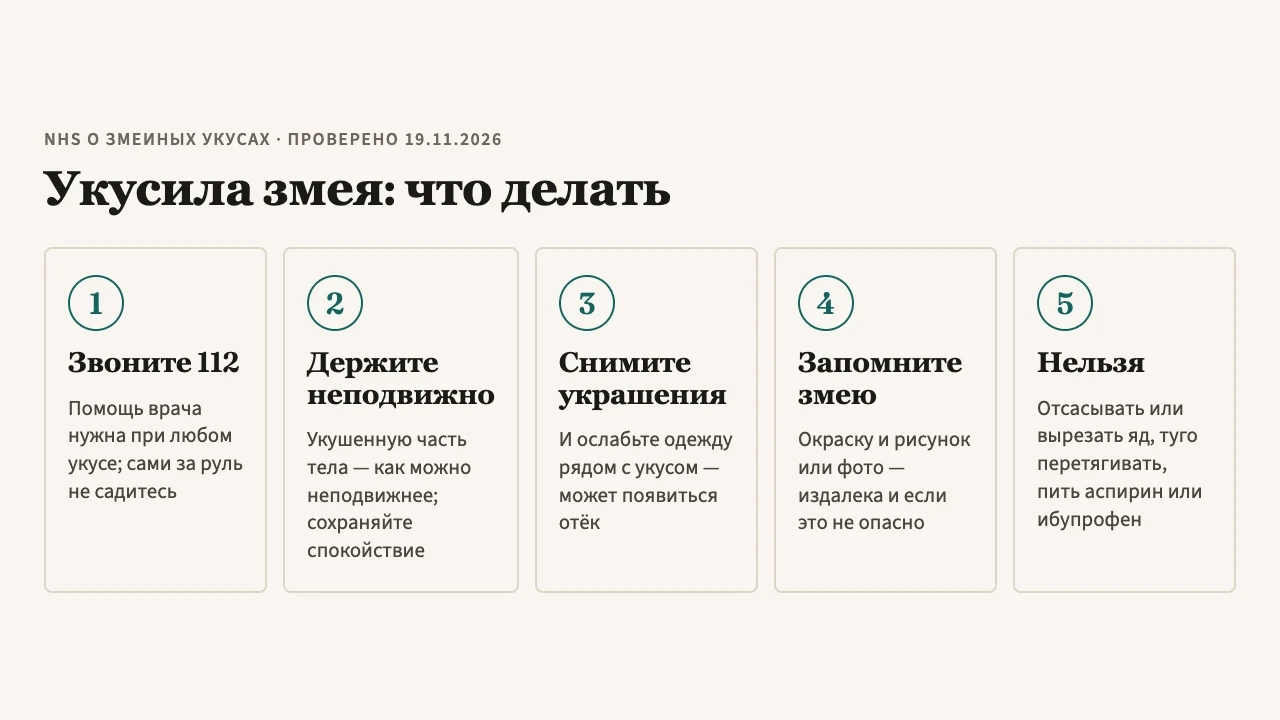 NHS О ЗМЕИНЫХ УКУСАХ · ПРОВЕРЕНО 19.11.2026
Укусила змея: что делать
1
Звоните 112
Помощь врача
нужна при любом
укусе; сами за руль
не садитесь
2
Держите
неподвижно
Укушенную часть
тела — как можно
неподвижнее;
сохраняйте
спокойствие
3
Снимите
украшения
И ослабьте одежду
рядом с укусом —
может появиться
отёк
4
Запомните
змею
Окраску и рисунок
или фото —
издалека и если
это не опасно
5
Нельзя
Отсасывать или
вырезать яд, туго
перетягивать,
пить аспирин или
ибупрофен